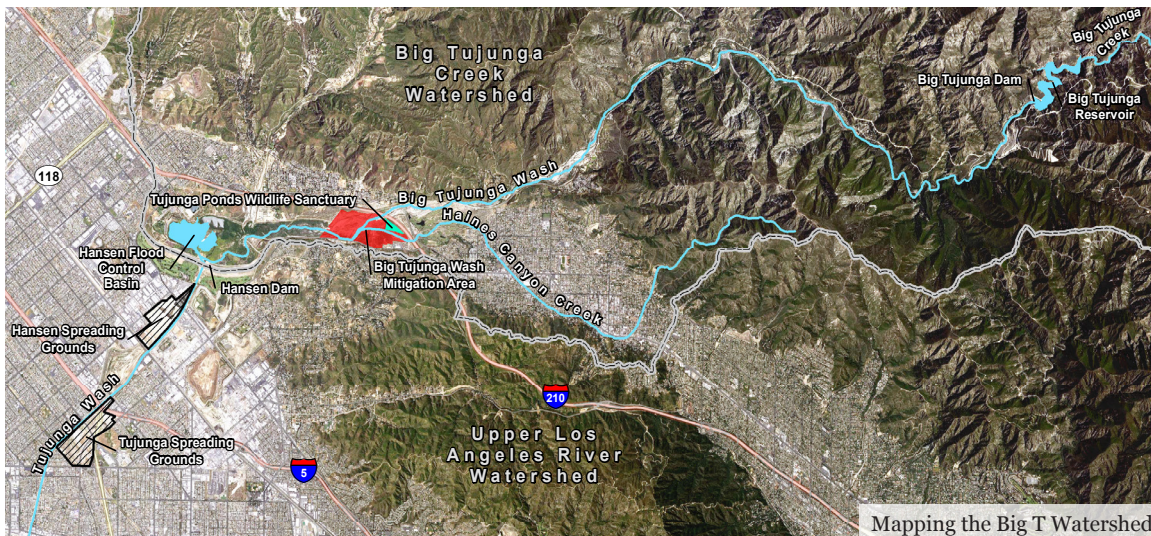 Big Tujunga
Creek
Watershed
Big Tujunga
Creek
Big Tujunga Dam
Big Tujunga
Reservoir
118
Tujunga Ponds Wildlife Sanctuary
Big Tujunga Wash
Haines Canyon Creek
Hansen Flood
Control
Basin
Big Tujunga Wash
Mitigation Area
Hansen Dam
Hansen Spreading
Grounds
210
Tujunga Wash
Tujunga Spreading
Grounds
Upper Los
Angeles River
Watershed
5
Mapping the Big T Watershed